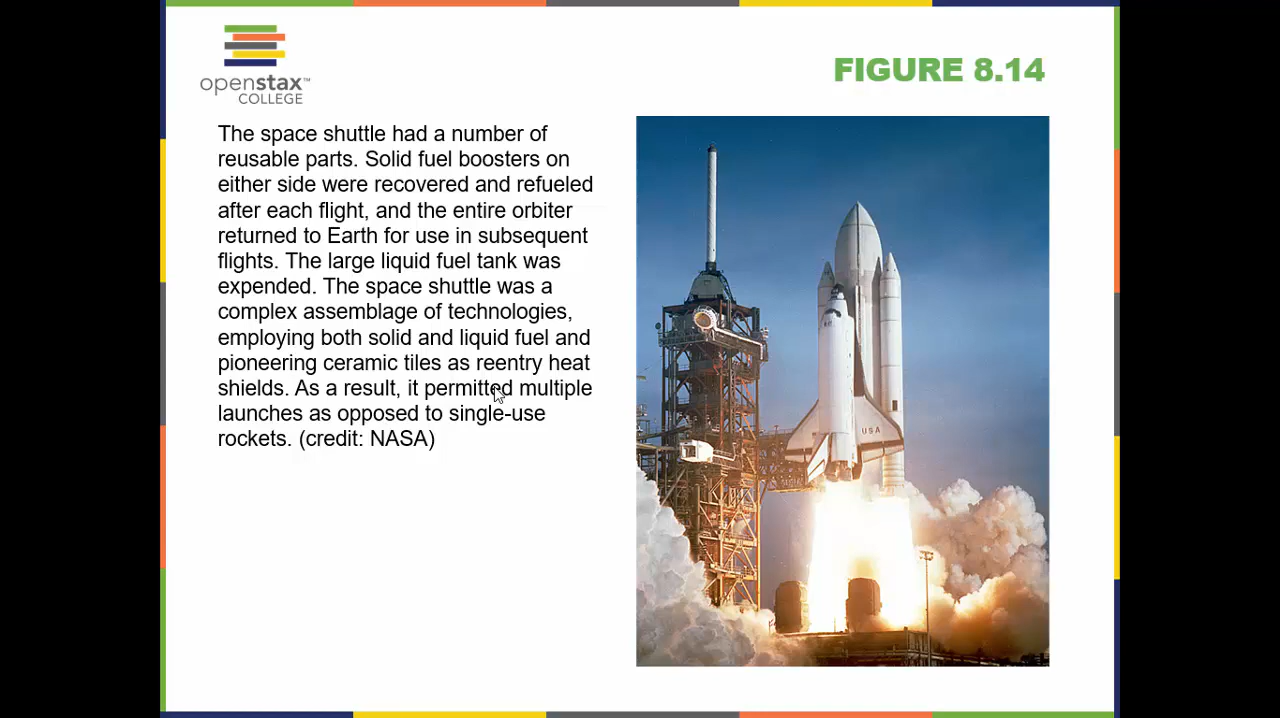 openstax™
COLLEGE
FIGURE 8.14
The space shuttle had a number of
reusable parts. Solid fuel boosters on
either side were recovered and refueled
after each flight, and the entire orbiter
returned to Earth for use in subsequent
flights. The large liquid fuel tank was
expended. The space shuttle was a
complex assemblage of technologies,
employing both solid and liquid fuel and
pioneering ceramic tiles as reentry heat
shields. As a result, it permitted multiple
launches as opposed to single-use
rockets. (credit: NASA)
USA